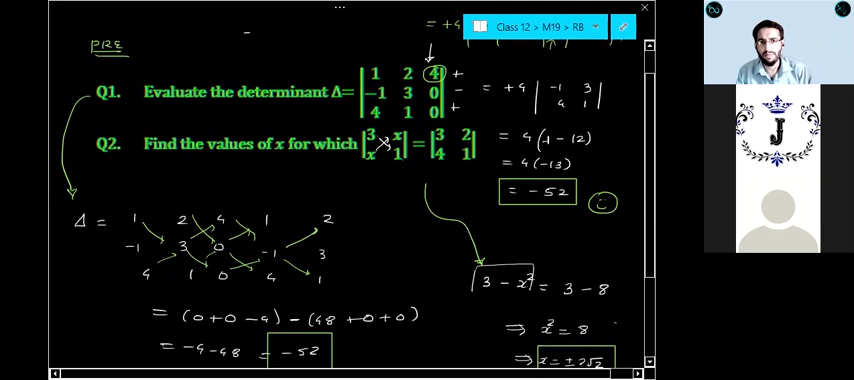 = +4
Class 12 > M19 > RB
PRE
Q1. Evaluate the determinant Δ= | 1 2 4 | +
| -1 3 0 | -
| 4 1 0 | +
= +4 | -1 3 |
| 4 1 |
Q2. Find the values of x for which | 3 x | = | 3 2 |
| x 1 | | 4 1 |
= 4(-1-12)
= 4(-13)
= -52
Δ = 1 2 4 1 2
-1 3 0 -1 3
4 1 0 4 1
= (0+0-4) - (48+0+0)
= -4-48 = -52
3 - x² = 3 - 8
⇒ x² = 8
⇒ x = ±2√2
J